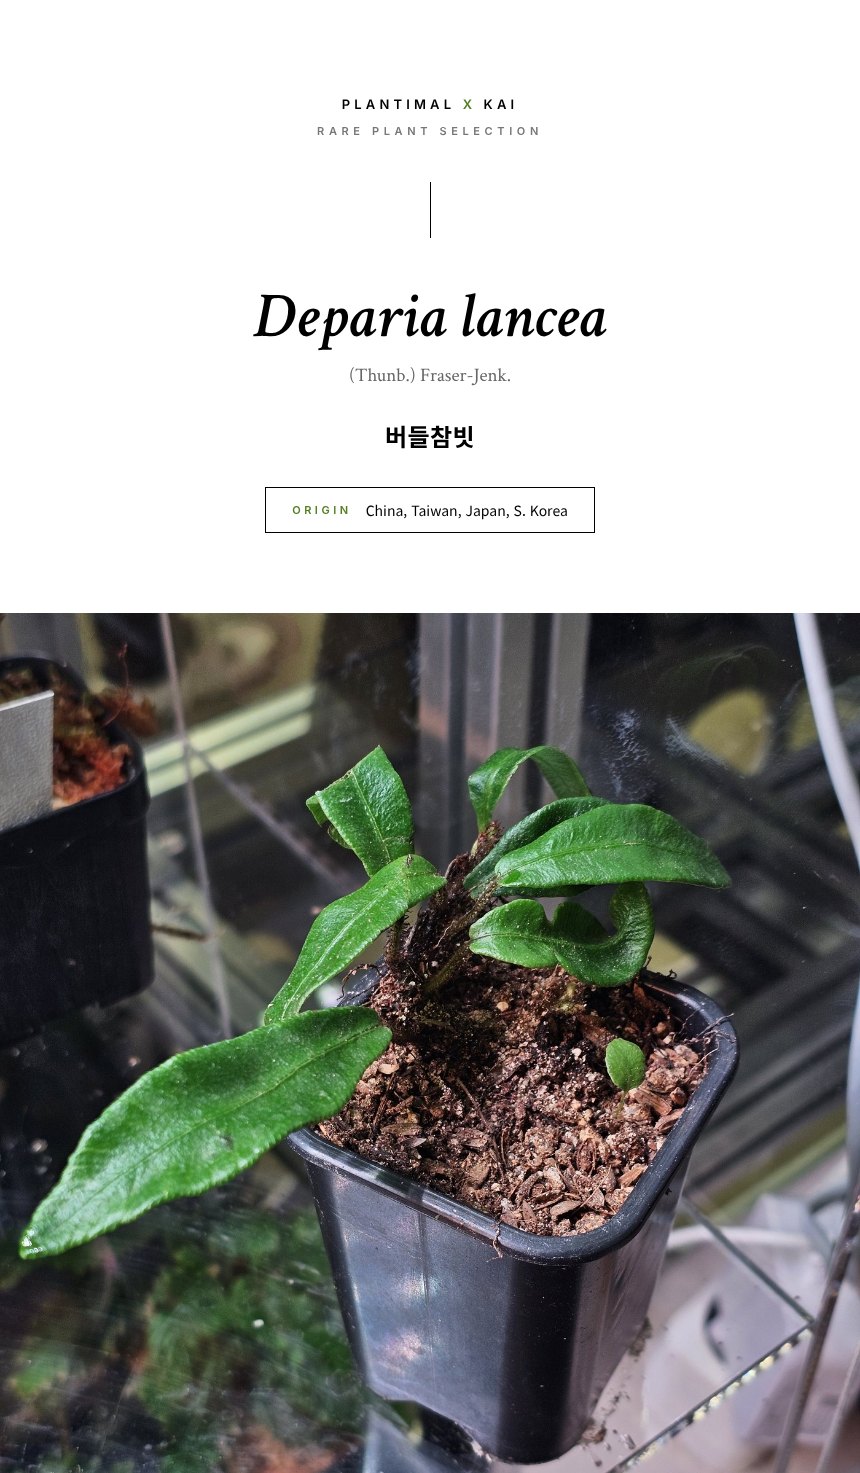 PLANTIMAL X KAI
RARE PLANT SELECTION
Deparia lancea
(Thunb.) Fraser-Jenk.
버들참빗
ORIGIN China, Taiwan, Japan, S. Korea